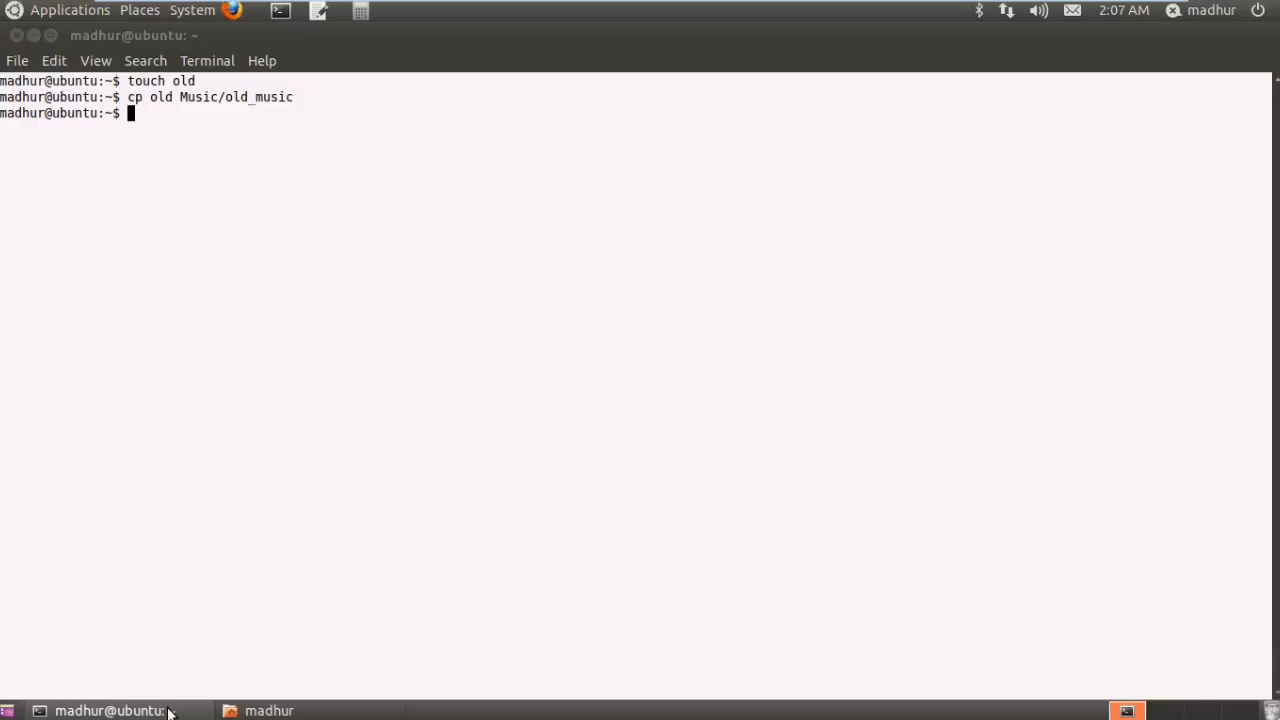 Applications Places System 2:07 AM madhur
madhur@ubuntu: ~
File Edit View Search Terminal Help
madhur@ubuntu:~$ touch old
madhur@ubuntu:~$ cp old Music/old_music
madhur@ubuntu:~$
madhur@ubuntu: madhur